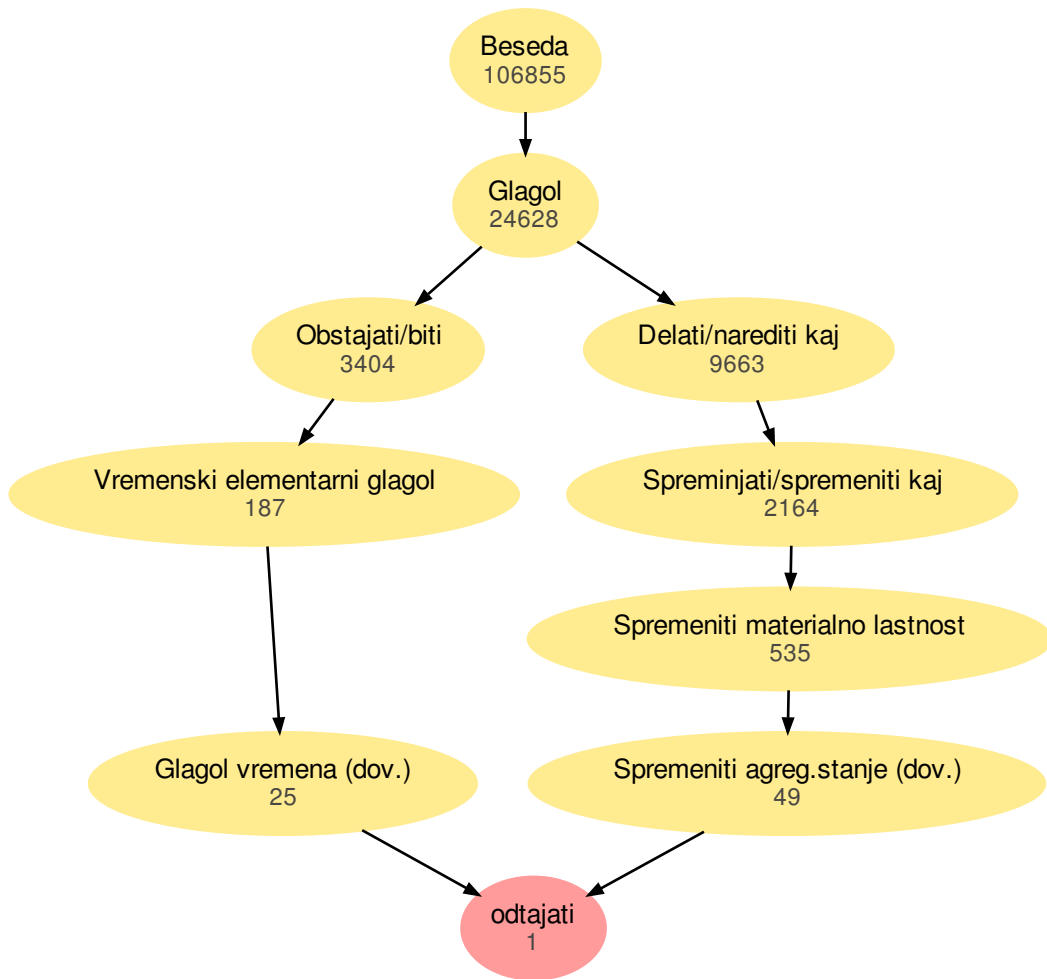 Beseda
106855
Glagol
24628
Obstajati/biti
3404
Delati/narediti kaj
9663
Vremenski elementarni glagol
187
Spreminjati/spremeniti kaj
2164
Spremeniti materialno lastnost
535
Glagol vremena (dov.)
25
Spremeniti agreg.stanje (dov.)
49
odtajati
1